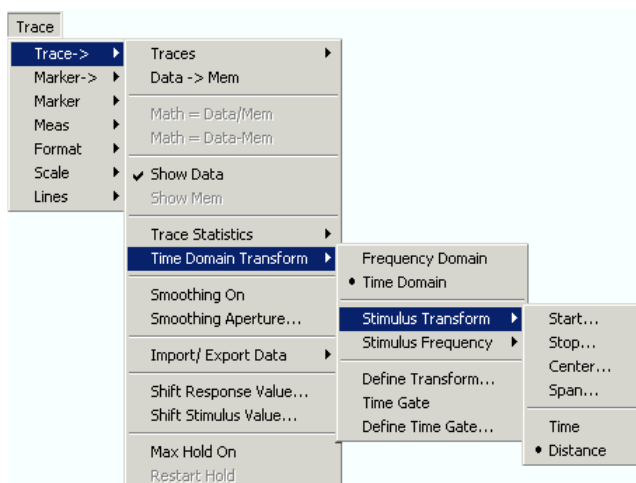 Trace
Trace->
Marker->
Marker
Meas
Format
Scale
Lines
Traces
Data -> Mem
Math = Data/Mem
Math = Data-Mem
Show Data
Show Mem
Trace Statistics
Time Domain Transform
Smoothing On
Smoothing Aperture...
Import/ Export Data
Shift Response Value...
Shift Stimulus Value...
Max Hold On
Restart Hold
Frequency Domain
Time Domain
Stimulus Transform
Stimulus Frequency
Define Transform...
Time Gate
Define Time Gate...
Start...
Stop...
Center...
Span...
Time
Distance